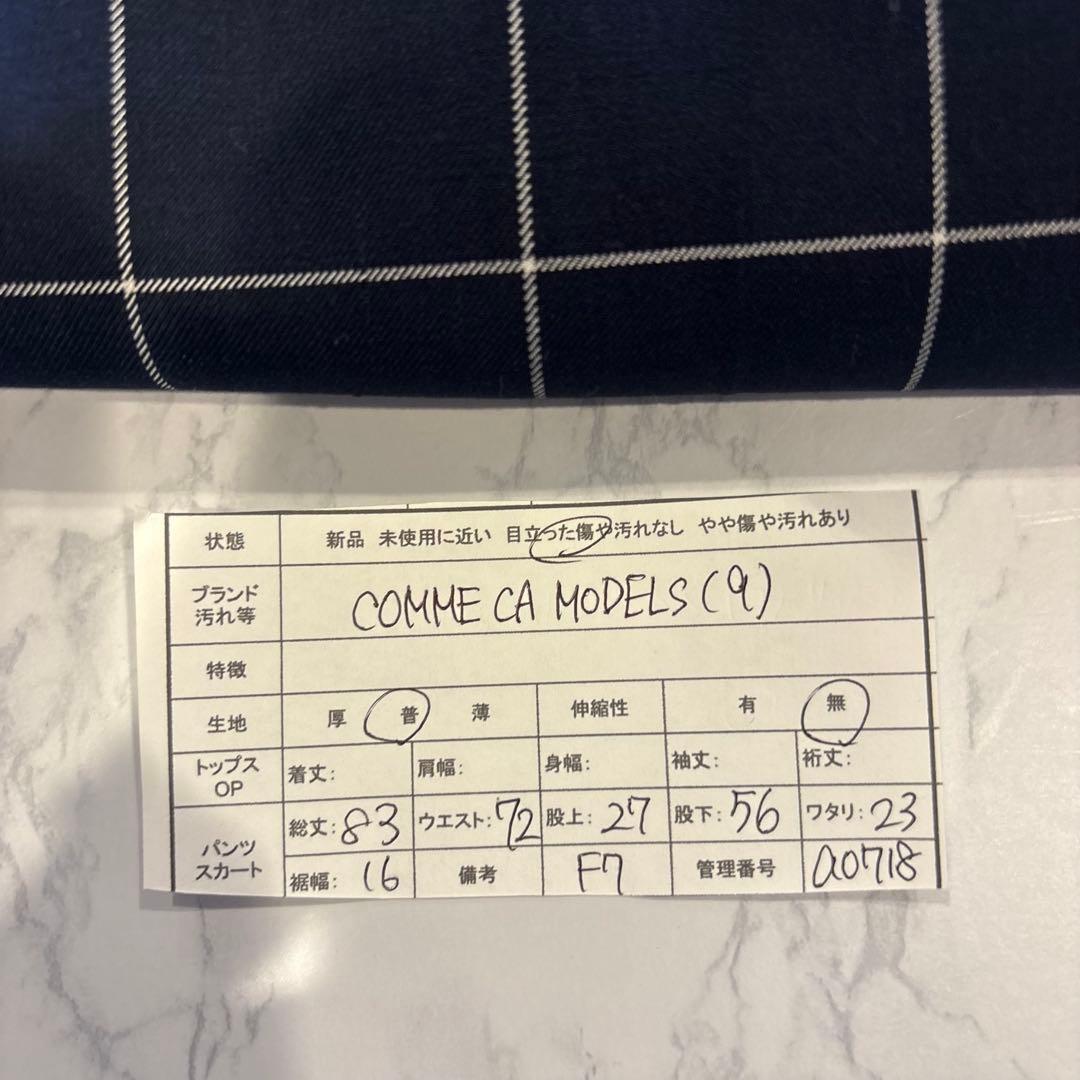 状態 新品 未使用に近い 目立った傷や汚れなし やや傷や汚れあり
ブランド
汚れ等
COMME CA MODELS (9)
特徴
生地 厚 普 薄 伸縮性 有 無
トップス
OP
着丈: 肩幅: 身幅: 袖丈: 裄丈:
パンツ
スカート
総丈: 83 ウエスト: 72 股上: 27 股下: 56 ワタリ: 23
裾幅: 16 備考 F7 管理番号 a0718